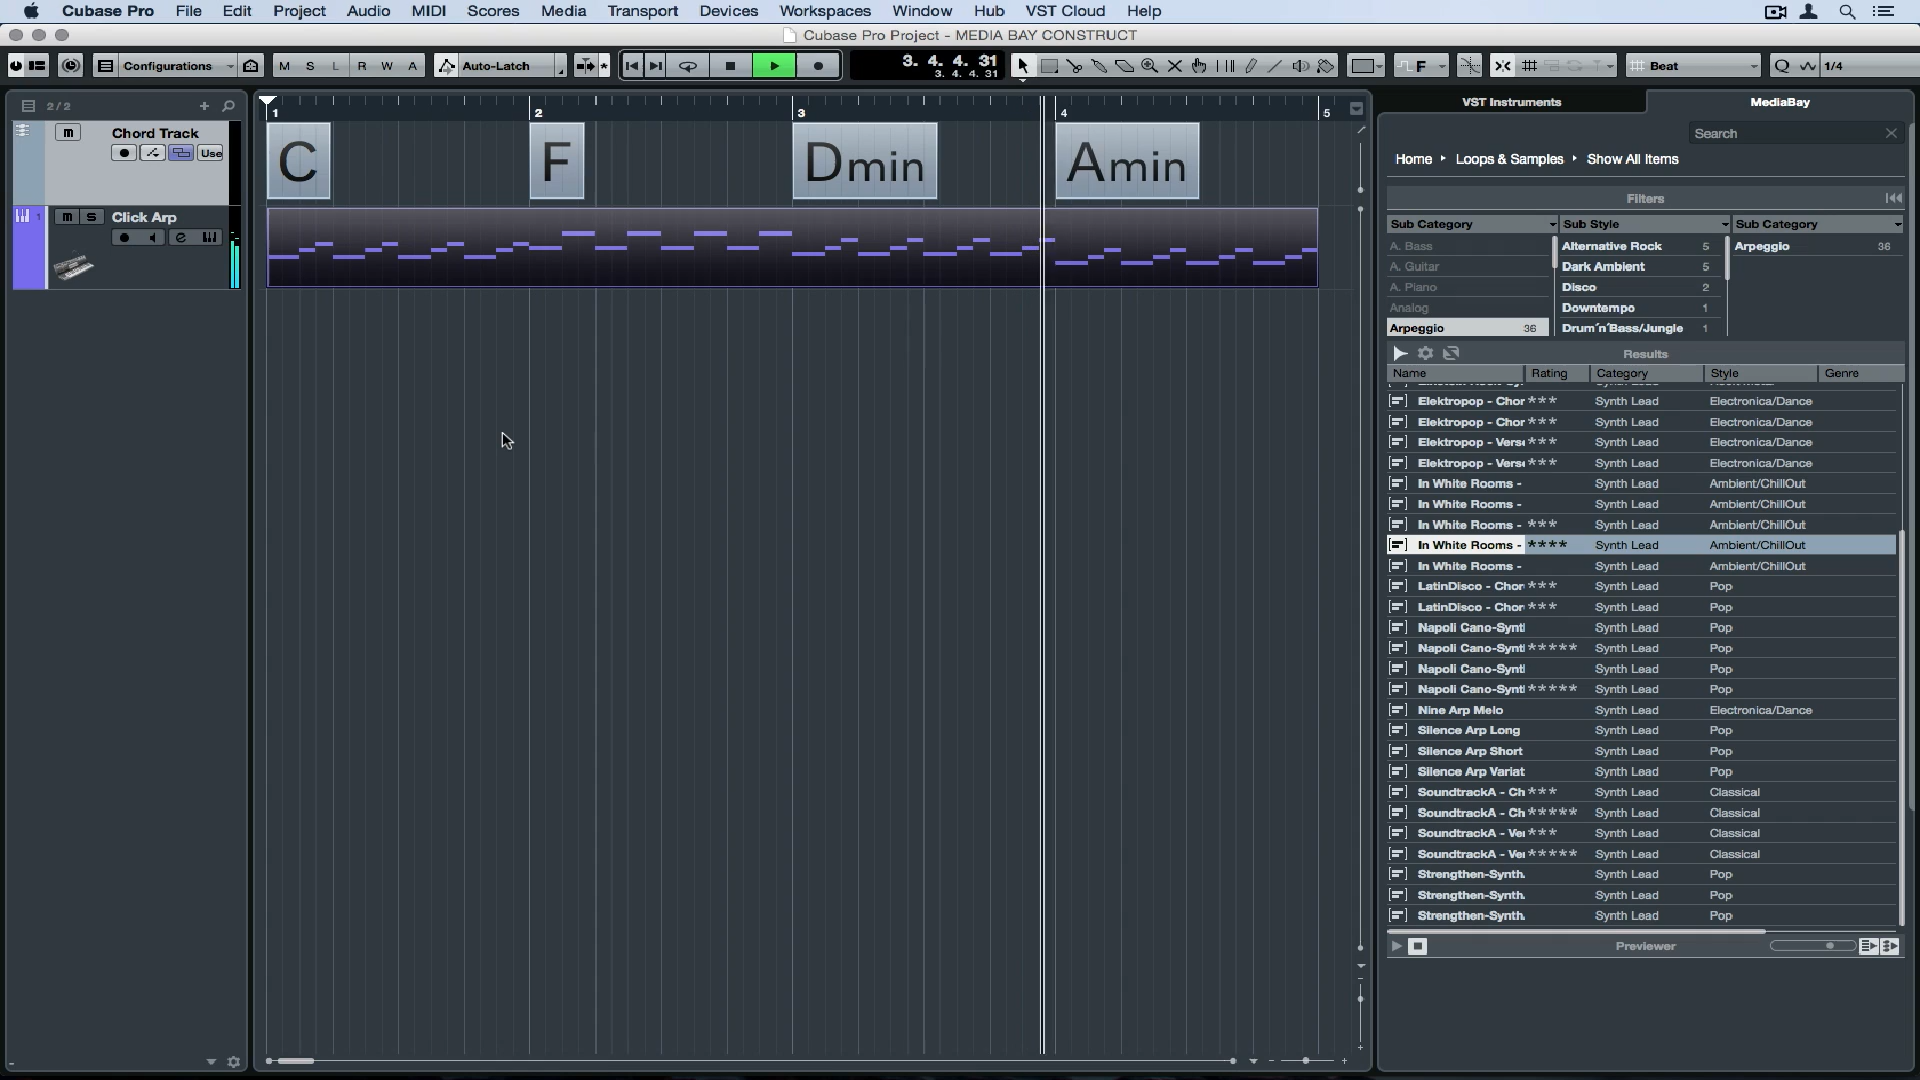 Cubase Pro File Edit Project Audio MIDI Scores Media Transport Devices Workspaces Window Hub VST Cloud Help
Cubase Pro Project - MEDIA BAY CONSTRUCT
Configurations M S L R W A Auto-Latch 3. 4. 4. 31 F Beat Q 1/4
3. 4. 4. 31
2/2
1 2 3 4 5
VST Instruments MediaBay
m Chord Track
Use
C F Dmin Amin
Search
Home Loops & Samples Show All Items
1 m S Click Arp
Filters
Sub Category Sub Style Sub Category
A. Bass Alternative Rock 5 Arpeggio 36
A. Guitar Dark Ambient 5
A. Piano Disco 2
Analog Downtempo 1
Arpeggio 36 Drum'n'Bass/Jungle 1
Results
Name Rating Category Style Genre
Elektropop - Chor *** Synth Lead Electronica/Dance
Elektropop - Chor *** Synth Lead Electronica/Dance
Elektropop - Verse *** Synth Lead Electronica/Dance
Elektropop - Verse *** Synth Lead Electronica/Dance
In White Rooms - Synth Lead Ambient/ChillOut
In White Rooms - Synth Lead Ambient/ChillOut
In White Rooms - *** Synth Lead Ambient/ChillOut
In White Rooms - **** Synth Lead Ambient/ChillOut
In White Rooms - Synth Lead Ambient/ChillOut
LatinDisco - Chor *** Synth Lead Pop
LatinDisco - Chor *** Synth Lead Pop
Napoli Cano-Synt Synth Lead Pop
Napoli Cano-Synt ***** Synth Lead Pop
Napoli Cano-Synt Synth Lead Pop
Napoli Cano-Synt ***** Synth Lead Pop
Nine Arp Melo Synth Lead Electronica/Dance
Silence Arp Long Synth Lead Pop
Silence Arp Short Synth Lead Pop
Silence Arp Variat Synth Lead Pop
SoundtrackA - Ch *** Synth Lead Classical
SoundtrackA - Ch ***** Synth Lead Classical
SoundtrackA - Ver *** Synth Lead Classical
SoundtrackA - Ver ***** Synth Lead Classical
Strengthen-Synth. Synth Lead Pop
Strengthen-Synth. Synth Lead Pop
Strengthen-Synth. Synth Lead Pop
Previewer